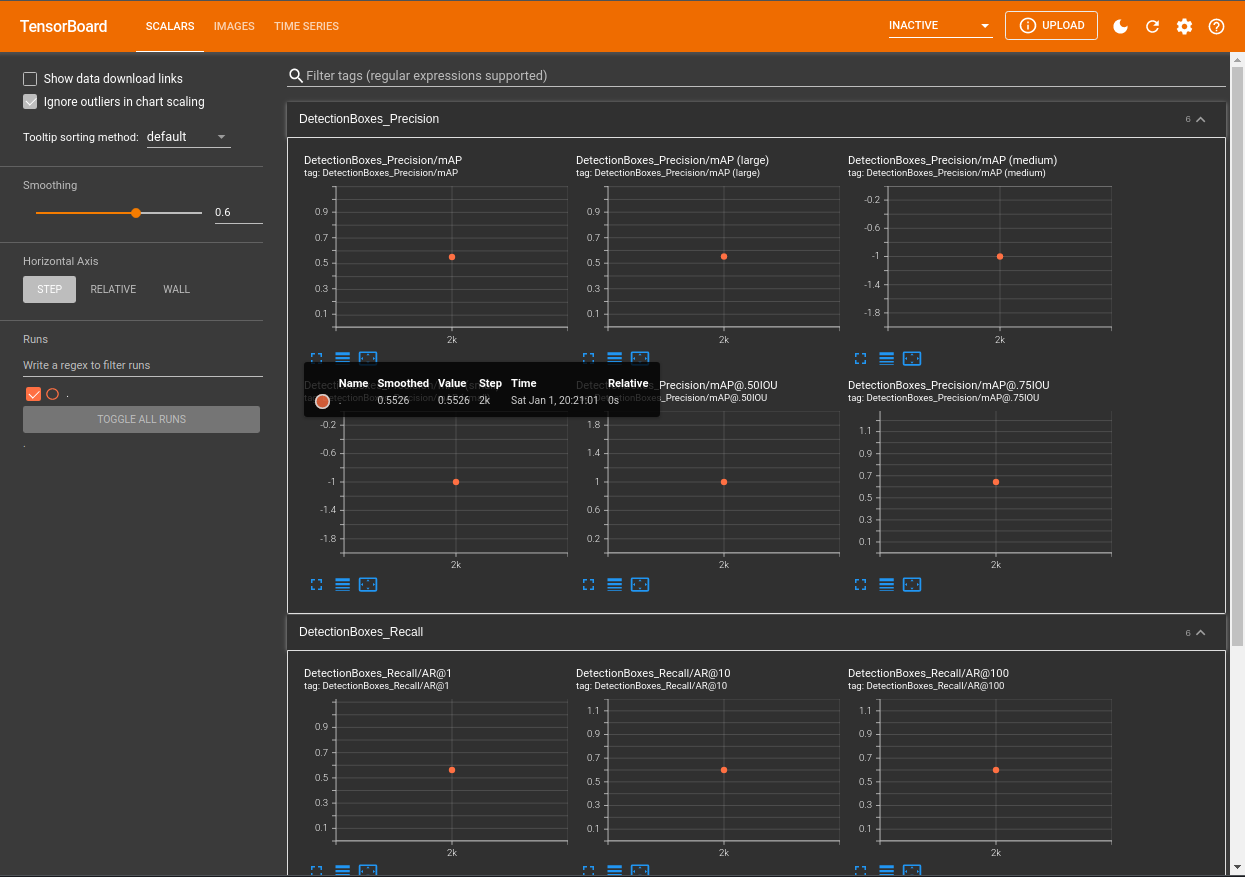 TensorBoard SCALARS IMAGES TIME SERIES INACTIVE UPLOAD
Show data download links
Ignore outliers in chart scaling
Tooltip sorting method: default
Smoothing
0.6
Horizontal Axis
STEP RELATIVE WALL
Runs
Write a regex to filter runs
.
TOGGLE ALL RUNS
.
Filter tags (regular expressions supported)
DetectionBoxes_Precision 6
DetectionBoxes_Precision/mAP
tag: DetectionBoxes_Precision/mAP
0.9
0.7
0.5
0.3
0.1
2k
DetectionBoxes_Precision/mAP (large)
tag: DetectionBoxes_Precision/mAP (large)
0.9
0.7
0.5
0.3
0.1
2k
DetectionBoxes_Precision/mAP (medium)
tag: DetectionBoxes_Precision/mAP (medium)
-0.2
-0.6
-1
-1.4
-1.8
2k
Name Smoothed Value Step Time Relative
. 0.5526 0.5526 2k Sat Jan 1, 20:21:01 0s
-0.2
-0.6
-1
-1.4
-1.8
2k
Precision/mAP@.50IOU
Precision/mAP@.50IOU
1.8
1.4
1
0.6
0.2
2k
DetectionBoxes_Precision/mAP@.75IOU
tag: DetectionBoxes_Precision/mAP@.75IOU
1.1
0.9
0.7
0.5
0.3
0.1
2k
DetectionBoxes_Recall 6
DetectionBoxes_Recall/AR@1
tag: DetectionBoxes_Recall/AR@1
0.9
0.7
0.5
0.3
0.1
2k
DetectionBoxes_Recall/AR@10
tag: DetectionBoxes_Recall/AR@10
1.1
0.9
0.7
0.5
0.3
0.1
2k
DetectionBoxes_Recall/AR@100
tag: DetectionBoxes_Recall/AR@100
1.1
0.9
0.7
0.5
0.3
0.1
2k